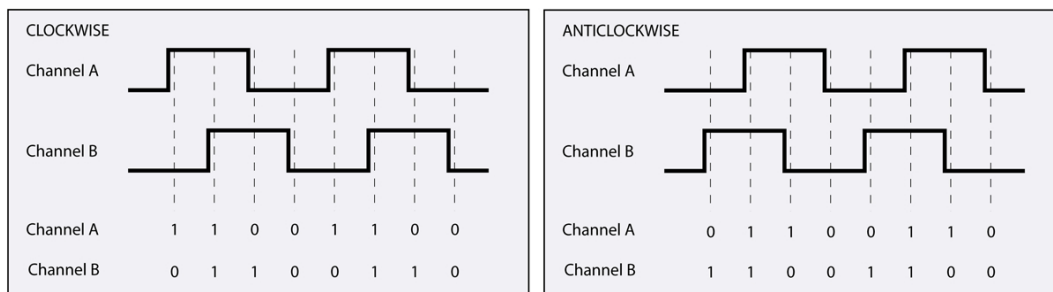 CLOCKWISE
Channel A
Channel B
Channel A 1 1 0 0 1 1 0 0
Channel B 0 1 1 0 0 1 1 0
ANTICLOCKWISE
Channel A
Channel B
Channel A 0 1 1 0 0 1 1 0
Channel B 1 1 0 0 1 1 0 0